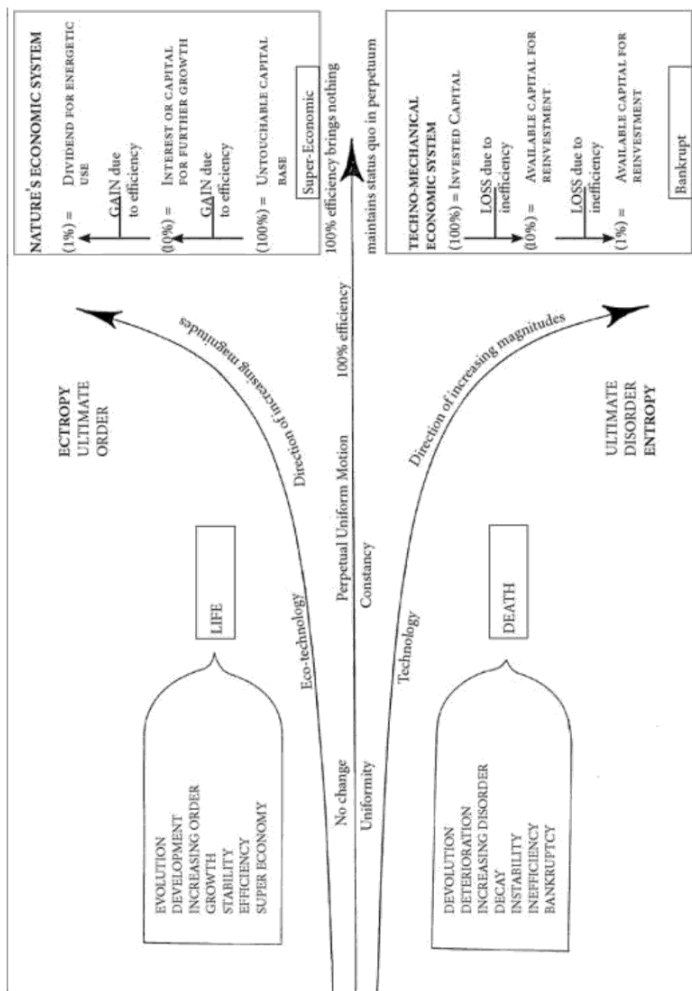 NATURE'S ECONOMIC SYSTEM
(1%) = DIVIDEND FOR ENERGETIC
USE
GAIN due
to efficiency
(10%) = INTEREST OR CAPITAL
FOR FURTHER GROWTH
GAIN due
to efficiency
(100%) = UNTOUCHABLE CAPITAL
BASE
Super-Economic
ECTROPY
ULTIMATE
ORDER
Direction of increasing magnitudes
LIFE
Eco-technology
EVOLUTION
DEVELOPMENT
INCREASING ORDER
GROWTH
STABILITY
EFFICIENCY
SUPER ECONOMY
No change
Perpetual Uniform Motion
100% efficiency
100% efficiency brings nothing
Uniformity
Constancy
maintains status quo in perpetuum
TECHNO-MECHANICAL
ECONOMIC SYSTEM
(100%) = INVESTED CAPITAL
LOSS due to
inefficiency
(10%) = AVAILABLE CAPITAL FOR
REINVESTMENT
LOSS due to
inefficiency
(1%) = AVAILABLE CAPITAL FOR
REINVESTMENT
Bankrupt
Technology
Direction of increasing magnitudes
ULTIMATE
DISORDER
ENTROPY
DEATH
DEVOLUTION
DETERIORATION
INCREASING DISORDER
DECAY
INSTABILITY
INEFFICIENCY
BANKRUPTCY